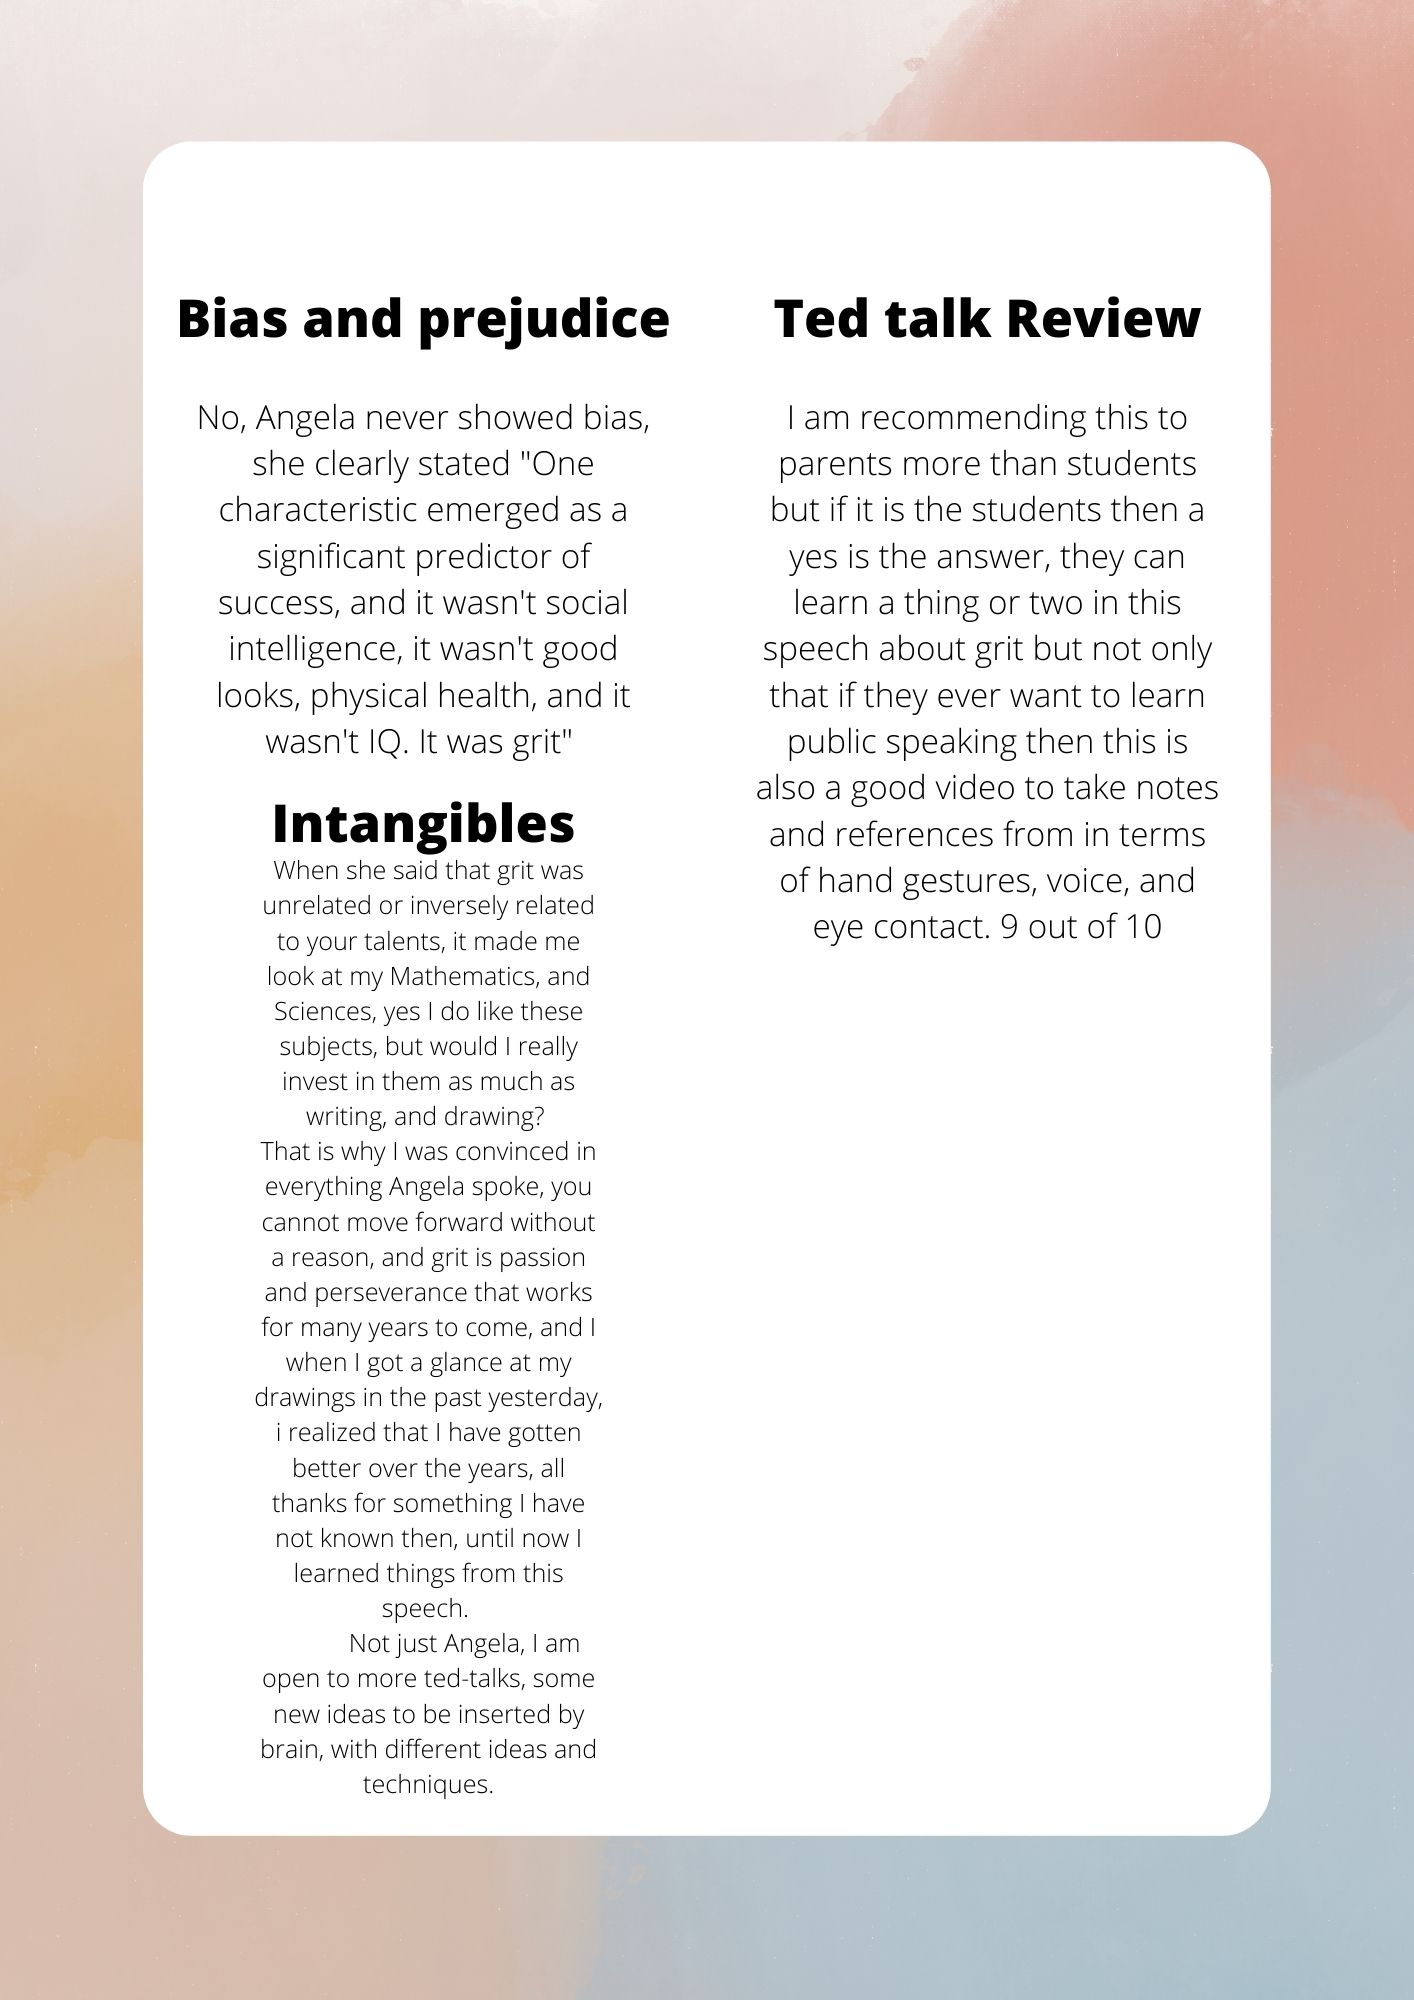 Bias and prejudice
No, Angela never showed bias,
she clearly stated "One
characteristic emerged as a
significant predictor of
success, and it wasn't social
intelligence, it wasn't good
looks, physical health, and it
wasn't IQ. It was grit"
Intangibles
When she said that grit was
unrelated or inversely related
to your talents, it made me
look at my Mathematics, and
Sciences, yes I do like these
subjects, but would I really
invest in them as much as
writing, and drawing?
That is why I was convinced in
everything Angela spoke, you
cannot move forward without
a reason, and grit is passion
and perseverance that works
for many years to come, and I
when I got a glance at my
drawings in the past yesterday,
i realized that I have gotten
better over the years, all
thanks for something I have
not known then, until now I
learned things from this
speech.
Not just Angela, I am
open to more ted-talks, some
new ideas to be inserted by
brain, with different ideas and
techniques.
Ted talk Review
I am recommending this to
parents more than students
but if it is the students then a
yes is the answer, they can
learn a thing or two in this
speech about grit but not only
that if they ever want to learn
public speaking then this is
also a good video to take notes
and references from in terms
of hand gestures, voice, and
eye contact. 9 out of 10